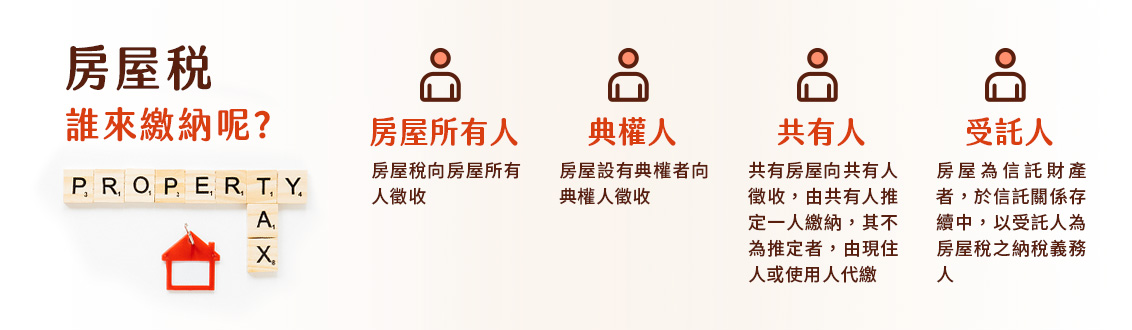 房屋稅
誰來繳納呢?
PROPERTY
TAX
房屋所有人
房屋稅向房屋所有
人徵收
典權人
房屋設有典權者向
典權人徵收
共有人
共有房屋向共有人
徵收，由共有人推
定一人繳納，其不
為推定者，由現住
人或使用人代繳
受託人
房屋為信託財產
者，於信託關係存
續中，以受託人為
房屋稅之納稅義務
人